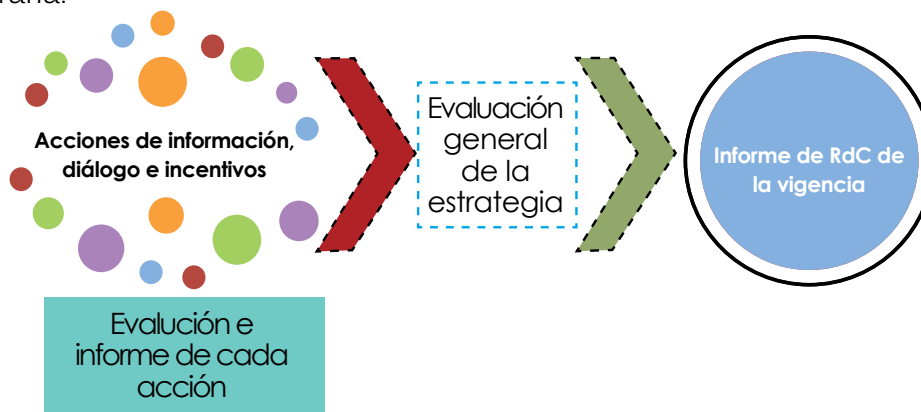 Acciones de información,
diálogo e incentivos
Evalución e
informe de cada
acción
Evaluación
general
de la
estrategia
Informe de RdC de
la vigencia